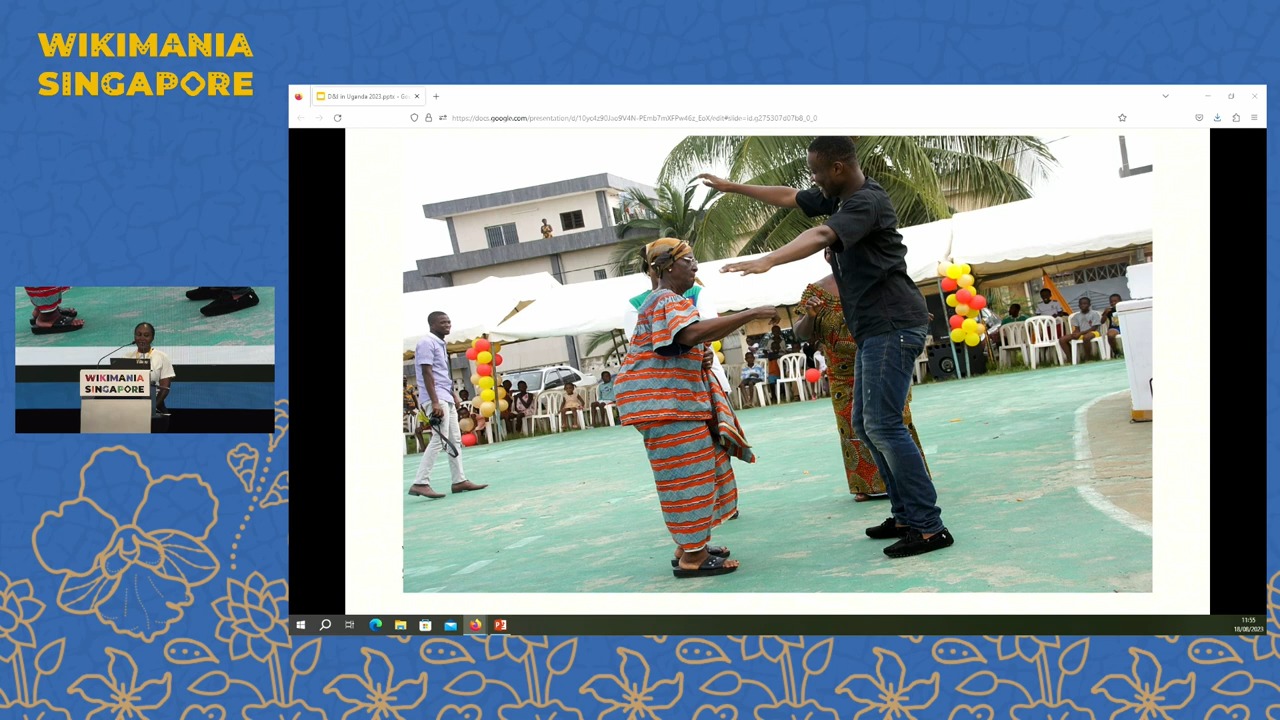 WIKIMANIA
SINGAPORE
D&I in Uganda 2023.pptx - Go
WIKIMANIA
SINGAPORE
11:55
18/08/2023